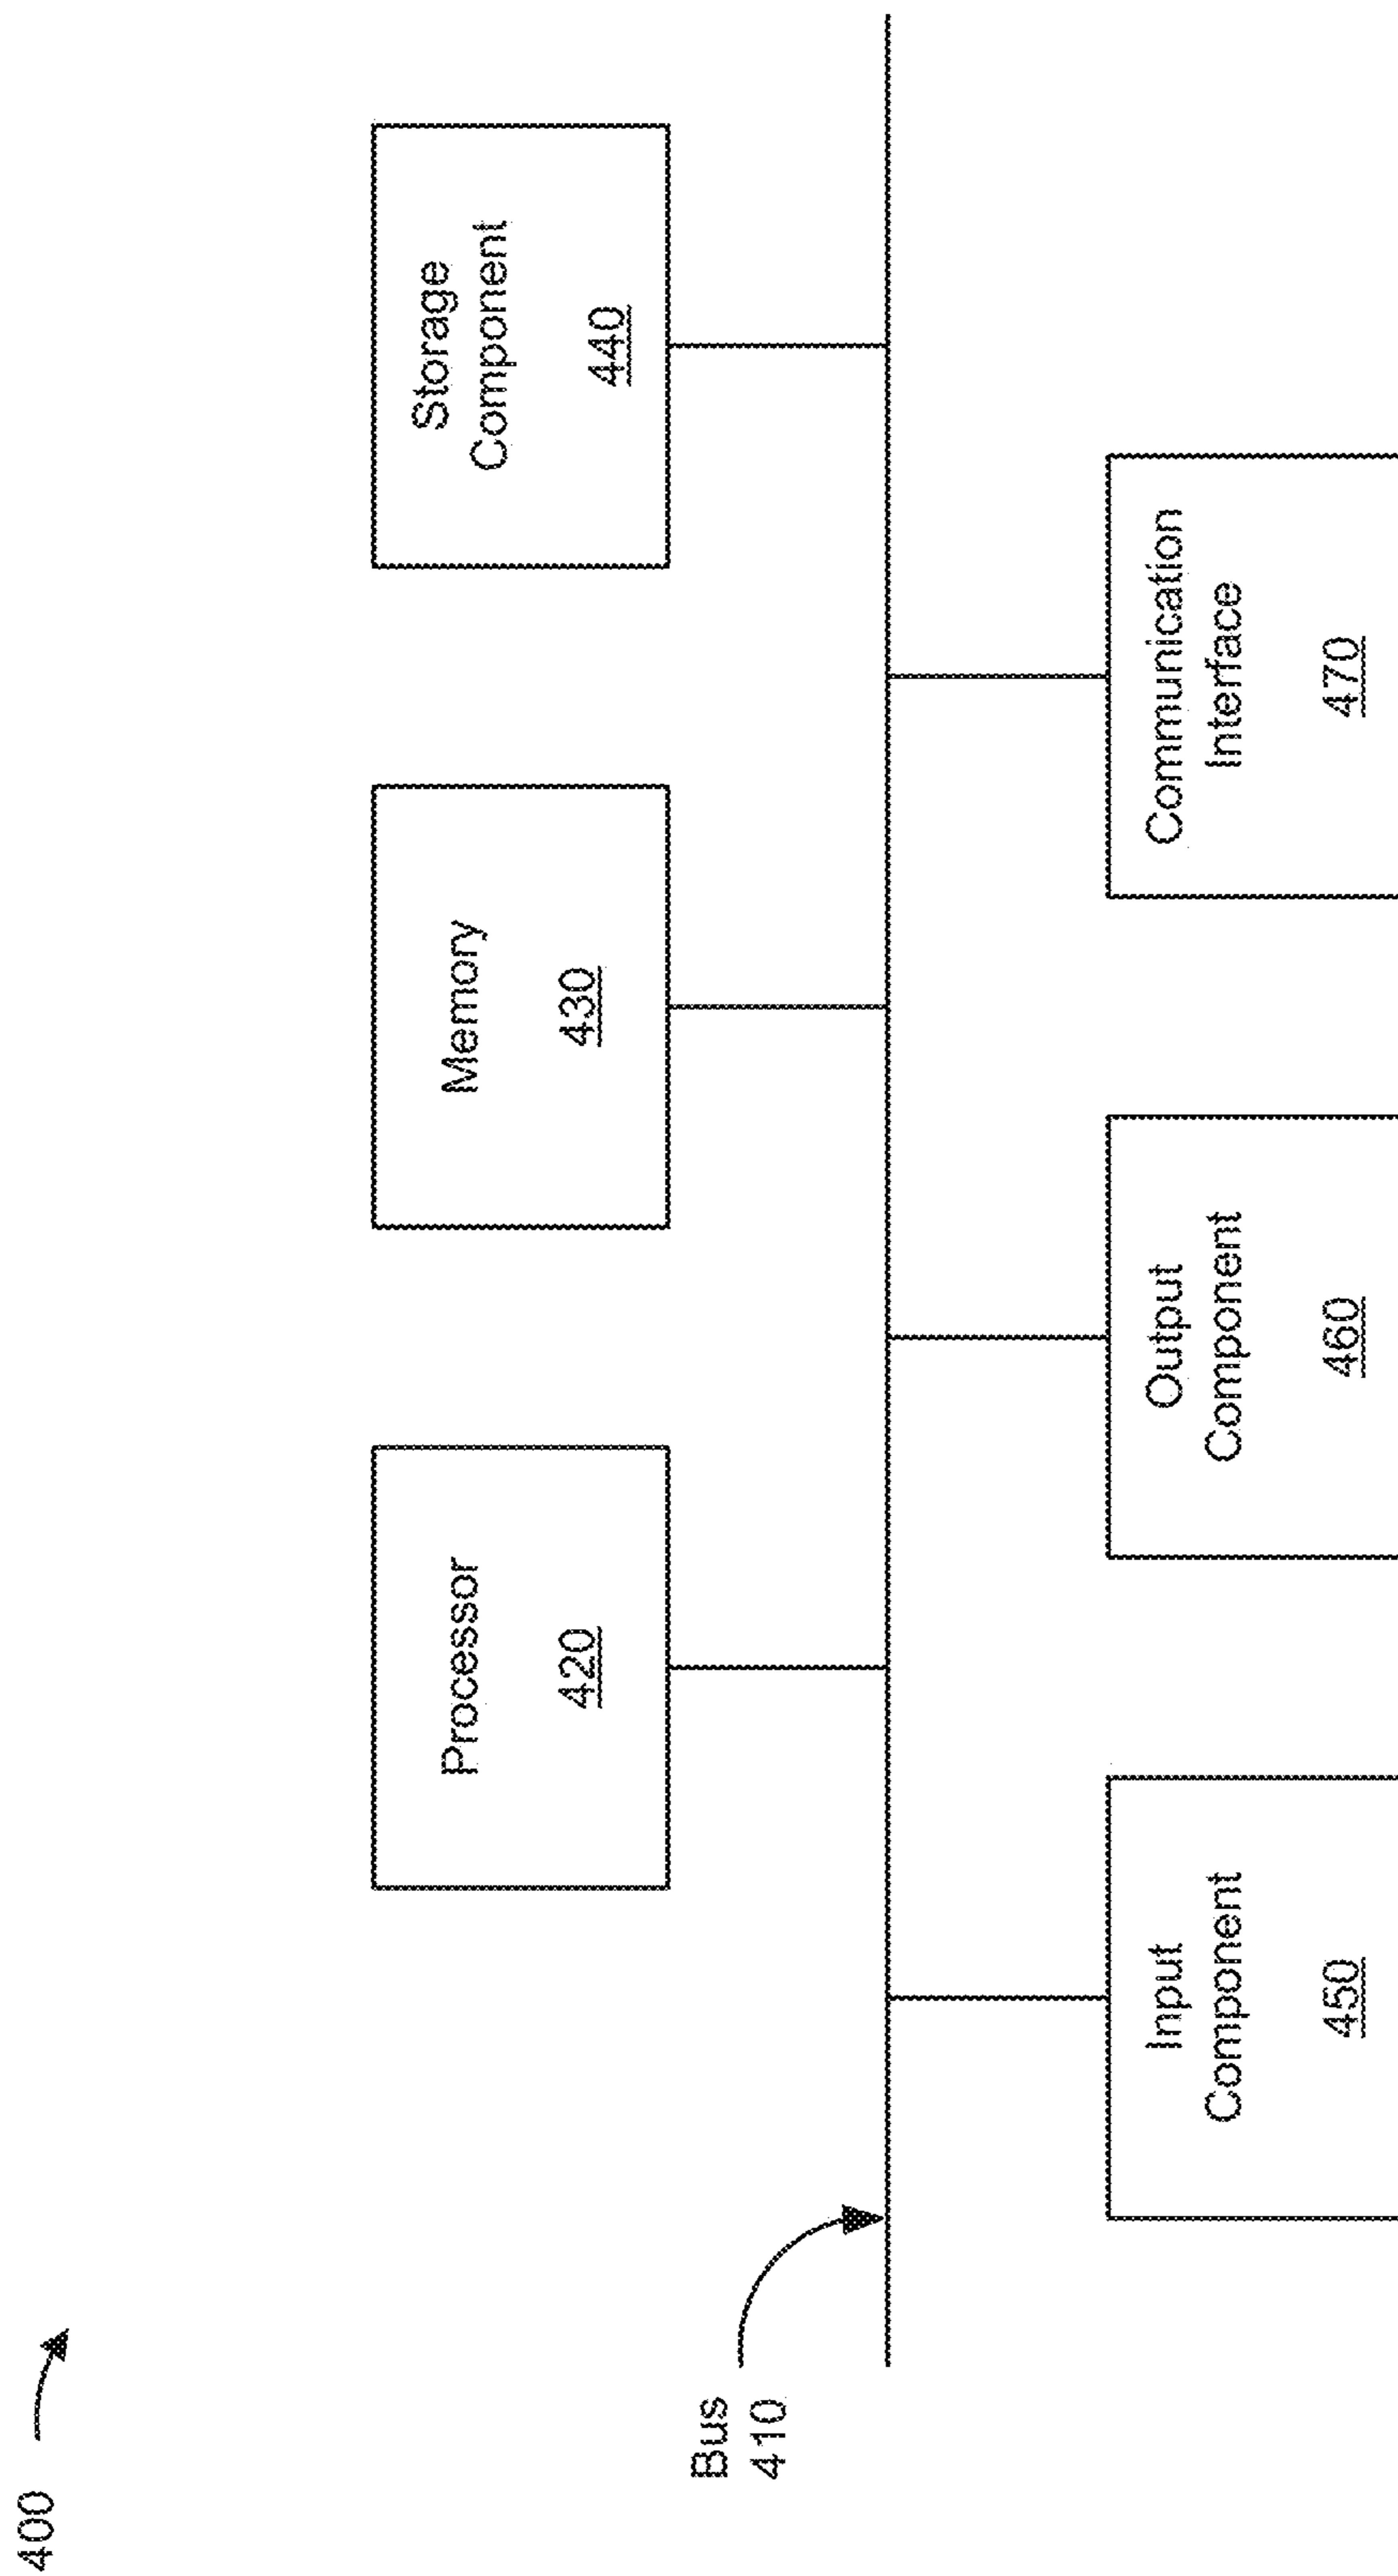 400
Processor
420
Memory
430
Storage
Component
440
Bus
410
Input
Component
450
Output
Component
460
Communication
Interface
470